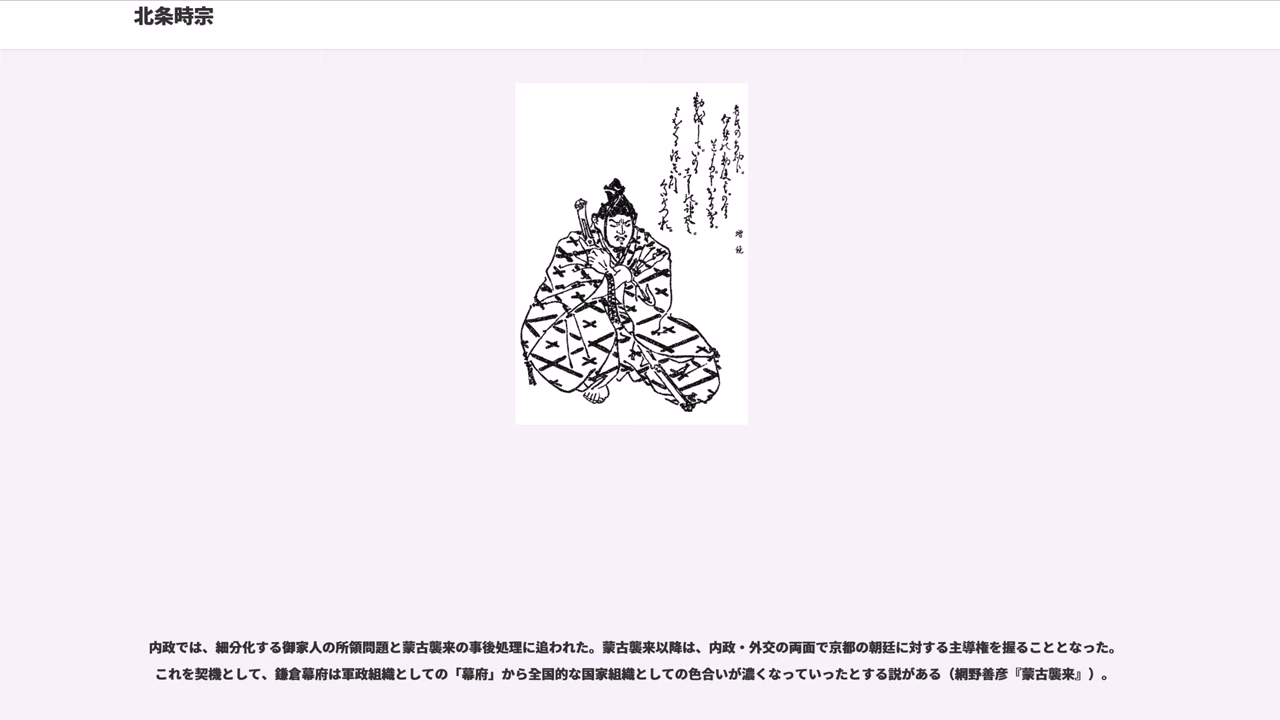 北条時宗
増鏡
内政では、細分化する御家人の所領問題と蒙古襲来の事後処理に追われた。蒙古襲来以降は、内政・外交の両面で京都の朝廷に対する主導権を握ることとなった。
これを契機として、鎌倉幕府は軍政組織としての「幕府」から全国的な国家組織としての色合いが濃くなっていったとする説がある（網野善彦『蒙古襲来』）。